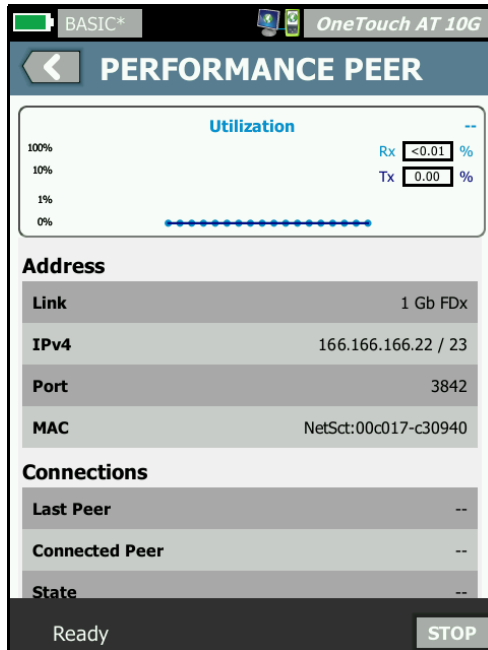 BASIC* OneTouch AT 10G
PERFORMANCE PEER
Utilization --
100%
Rx <0.01 %
10%
Tx 0.00 %
1%
0%
Address
Link 1 Gb FDx
IPv4 166.166.166.22 / 23
Port 3842
MAC NetSct:00c017-c30940
Connections
Last Peer --
Connected Peer --
State --
Ready STOP